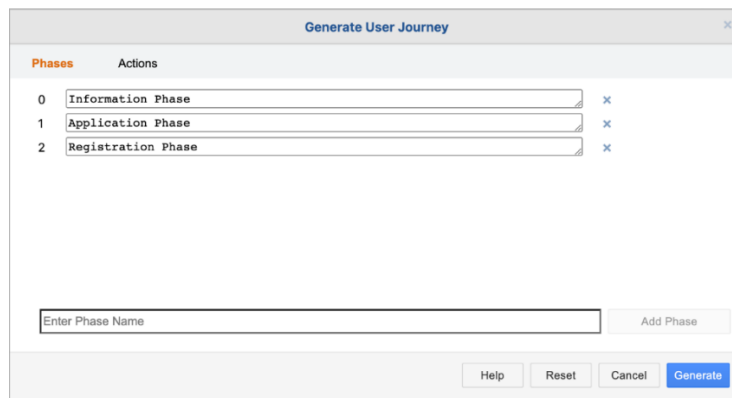 Generate User Journey ×
Phases Actions
0 Information Phase ×
1 Application Phase ×
2 Registration Phase ×
Enter Phase Name Add Phase
Help Reset Cancel Generate